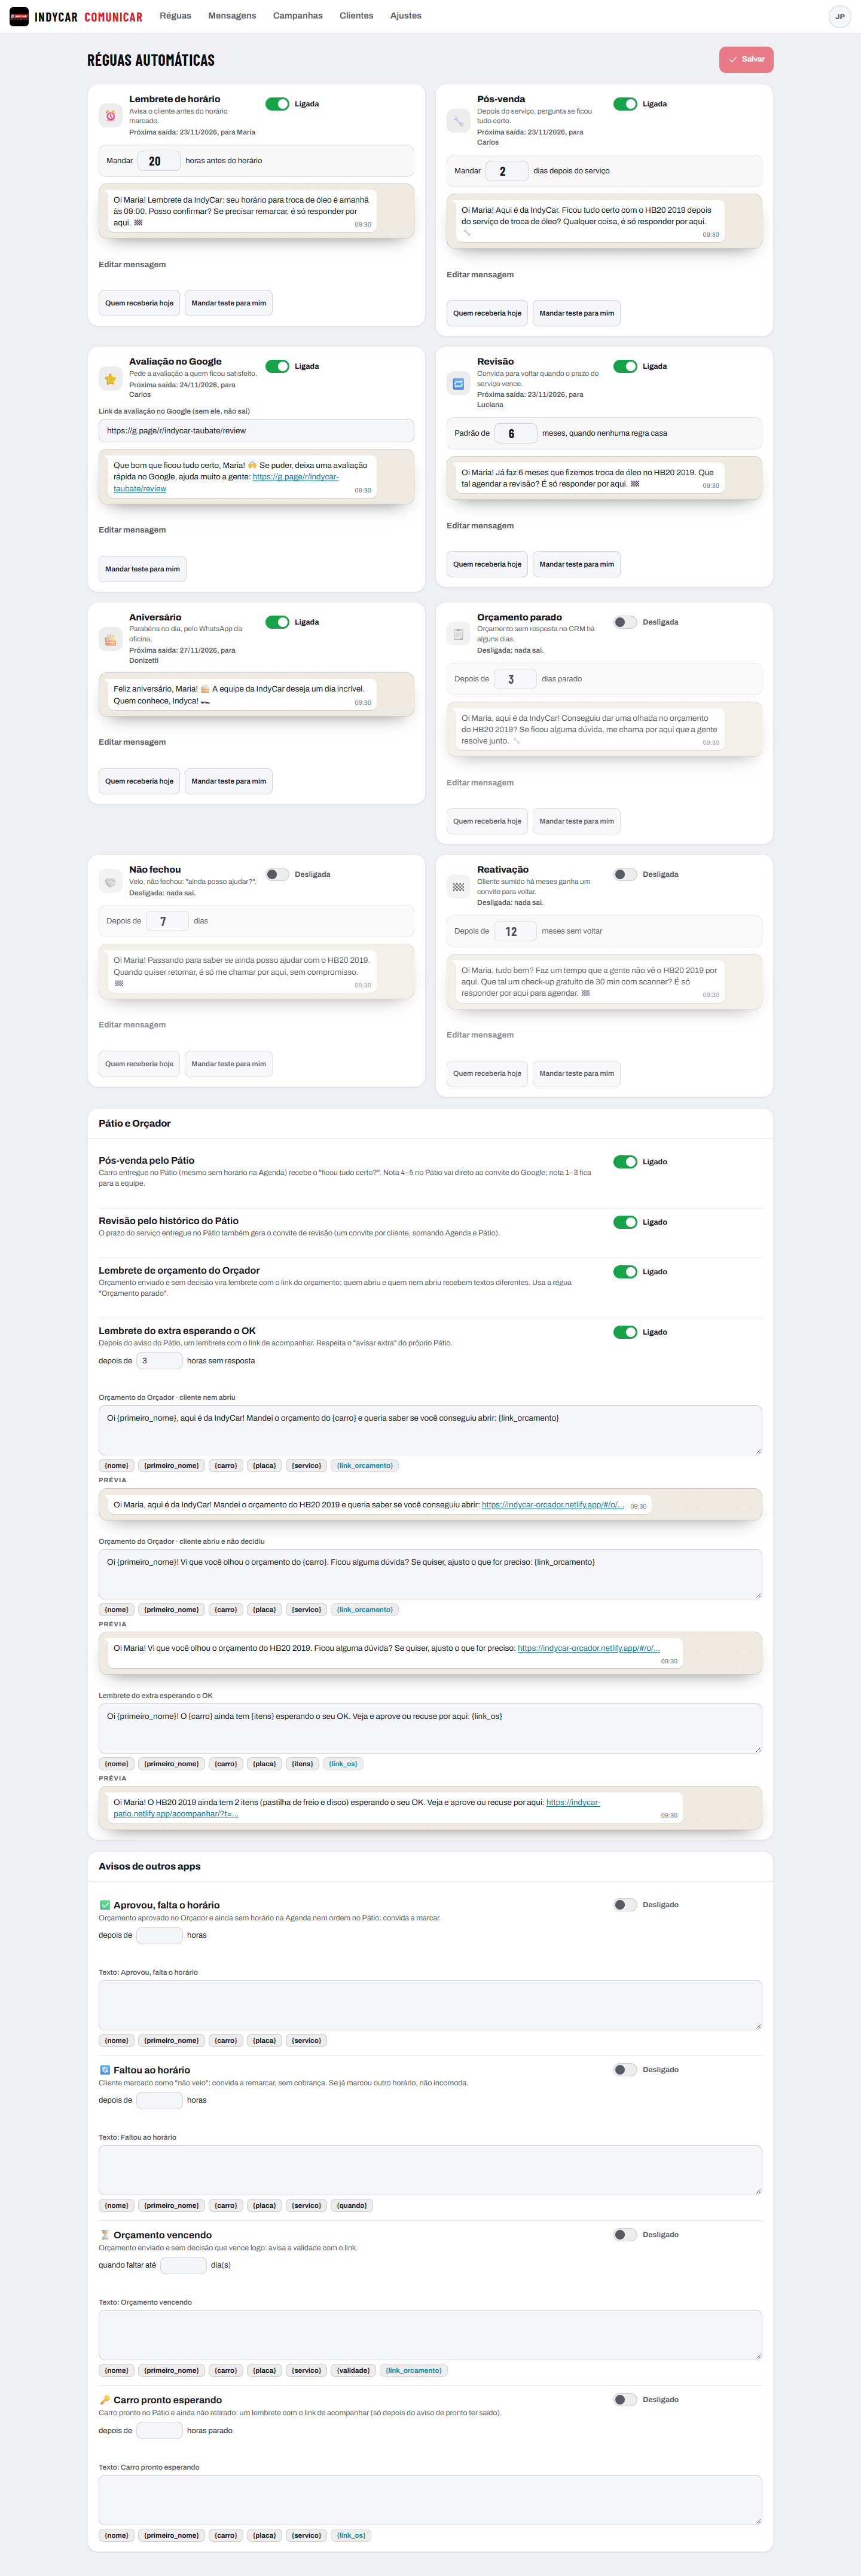 INDYCAR COMUNICAR
Réguas Mensagens Campanhas Clientes Ajustes
JP
RÉGUAS AUTOMÁTICAS
Salvar
Lembrete de horário
Avisa o cliente antes do horário
marcado.
Próxima saída: 23/11/2026, para Maria
Ligada
Mandar 20 horas antes do horário
Oi Maria! Lembrete da IndyCar: seu horário para troca de óleo é amanhã
às 09:00. Posso confirmar? Se precisar remarcar, é só responder por
aqui. 🏁
09:30
Editar mensagem
Quem receberia hoje
Mandar teste para mim
Pós-venda
Depois do serviço, pergunta se ficou
tudo certo.
Próxima saída: 23/11/2026, para
Carlos
Ligada
Mandar 2 dias depois do serviço
Oi Maria! Aqui é da IndyCar. Ficou tudo certo com o HB20 2019 depois
do serviço de troca de óleo? Qualquer coisa, é só responder por aqui.
🔧
09:30
Editar mensagem
Quem receberia hoje
Mandar teste para mim
Avaliação no Google
Pede a avaliação a quem ficou satisfeito.
Próxima saída: 24/11/2026, para
Carlos
Ligada
Link da avaliação no Google (sem ele, não sai)
https://g.page/r/indycar-taubate/review
Que bom que ficou tudo certo, Maria! 🙌 Se puder, deixa uma avaliação
rápida no Google, ajuda muito a gente: https://g.page/r/indycar-
taubate/review
09:30
Editar mensagem
Mandar teste para mim
Revisão
Convida para voltar quando o prazo do
serviço vence.
Próxima saída: 23/11/2026, para
Luciana
Ligada
Padrão de 6 meses, quando nenhuma regra casa
Oi Maria! Já faz 6 meses que fizemos troca de óleo no HB20 2019. Que
tal agendar a revisão? É só responder por aqui. 🏁
09:30
Editar mensagem
Quem receberia hoje
Mandar teste para mim
Aniversário
Parabéns no dia, pelo WhatsApp da
oficina.
Próxima saída: 27/11/2026, para
Donizetti
Ligada
Feliz aniversário, Maria! 🎂 A equipe da IndyCar deseja um dia incrível.
Quem conhece, Indyca! 🏎️
09:30
Editar mensagem
Quem receberia hoje
Mandar teste para mim
Orçamento parado
Orçamento sem resposta no CRM há
alguns dias.
Desligada: nada sai.
Desligada
Depois de 3 dias parado
Oi Maria, aqui é da IndyCar! Conseguiu dar uma olhada no orçamento
do HB20 2019? Se ficou alguma dúvida, me chama por aqui que a gente
resolve junto. 🔧
09:30
Editar mensagem
Quem receberia hoje
Mandar teste para mim
Não fechou
Veio, não fechou: "ainda posso ajudar?".
Desligada: nada sai.
Desligada
Depois de 7 dias
Oi Maria! Passando para saber se ainda posso ajudar com o HB20 2019.
Quando quiser retomar, é só me chamar por aqui, sem compromisso.
🏁
09:30
Editar mensagem
Quem receberia hoje
Mandar teste para mim
Reativação
Cliente sumido há meses ganha um
convite para voltar.
Desligada: nada sai.
Desligada
Depois de 12 meses sem voltar
Oi Maria, tudo bem? Faz um tempo que a gente não vê o HB20 2019 por
aqui. Que tal um check-up gratuito de 30 min com scanner? É só
responder por aqui para agendar. 🏁
09:30
Editar mensagem
Quem receberia hoje
Mandar teste para mim
Pátio e Orçador
Pós-venda pelo Pátio
Carro entregue no Pátio (mesmo sem horário na Agenda) recebe o "ficou tudo certo?". Nota 4–5 no Pátio vai direto ao convite do Google; nota 1–3 fica
para a equipe.
Ligado
Revisão pelo histórico do Pátio
O prazo do serviço entregue no Pátio também gera o convite de revisão (um convite por cliente, somando Agenda e Pátio).
Ligado
Lembrete de orçamento do Orçador
Orçamento enviado e sem decisão vira lembrete com o link do orçamento; quem abriu e quem nem abriu recebem textos diferentes. Usa a régua
"Orçamento parado".
Ligado
Lembrete do extra esperando o OK
Depois do aviso do Pátio, um lembrete com o link de acompanhar. Respeita o "avisar extra" do próprio Pátio.
Ligado
depois de 3 horas sem resposta
Orçamento do Orçador · cliente nem abriu
Oi {primeiro_nome}, aqui é da IndyCar! Mandei o orçamento do {carro} e queria saber se você conseguiu abrir: {link_orcamento}
{nome} {primeiro_nome} {carro} {placa} {servico} {link_orcamento}
PRÉVIA
Oi Maria, aqui é da IndyCar! Mandei o orçamento do HB20 2019 e queria saber se você conseguiu abrir: https://indycar-orcador.netlify.app/#/o/… 09:30
Orçamento do Orçador · cliente abriu e não decidiu
Oi {primeiro_nome}! Vi que você olhou o orçamento do {carro}. Ficou alguma dúvida? Se quiser, ajusto o que for preciso: {link_orcamento}
{nome} {primeiro_nome} {carro} {placa} {servico} {link_orcamento}
PRÉVIA
Oi Maria! Vi que você olhou o orçamento do HB20 2019. Ficou alguma dúvida? Se quiser, ajusto o que for preciso: https://indycar-orcador.netlify.app/#/o/…
09:30
Lembrete do extra esperando o OK
Oi {primeiro_nome}! O {carro} ainda tem {itens} esperando o seu OK. Veja e aprove ou recuse por aqui: {link_os}
{nome} {primeiro_nome} {carro} {placa} {itens} {link_os}
PRÉVIA
Oi Maria! O HB20 2019 ainda tem 2 itens (pastilha de freio e disco) esperando o seu OK. Veja e aprove ou recuse por aqui: https://indycar-
patio.netlify.app/acompanhar/?t=…
09:30
Avisos de outros apps
✅ Aprovou, falta o horário
Orçamento aprovado no Orçador e ainda sem horário na Agenda nem ordem no Pátio: convida a marcar.
Desligado
depois de horas
Texto: Aprovou, falta o horário
{nome} {primeiro_nome} {carro} {placa} {servico}
🔄 Faltou ao horário
Cliente marcado como "não veio": convida a remarcar, sem cobrança. Se já marcou outro horário, não incomoda.
Desligado
depois de horas
Texto: Faltou ao horário
{nome} {primeiro_nome} {carro} {placa} {servico} {quando}
⏳ Orçamento vencendo
Orçamento enviado e sem decisão que vence logo: avisa a validade com o link.
Desligado
quando faltar até dia(s)
Texto: Orçamento vencendo
{nome} {primeiro_nome} {carro} {placa} {servico} {validade} {link_orcamento}
🔑 Carro pronto esperando
Carro pronto no Pátio e ainda não retirado: um lembrete com o link de acompanhar (só depois do aviso de pronto ter saído).
Desligado
depois de horas parado
Texto: Carro pronto esperando
{nome} {primeiro_nome} {carro} {placa} {servico} {link_os}